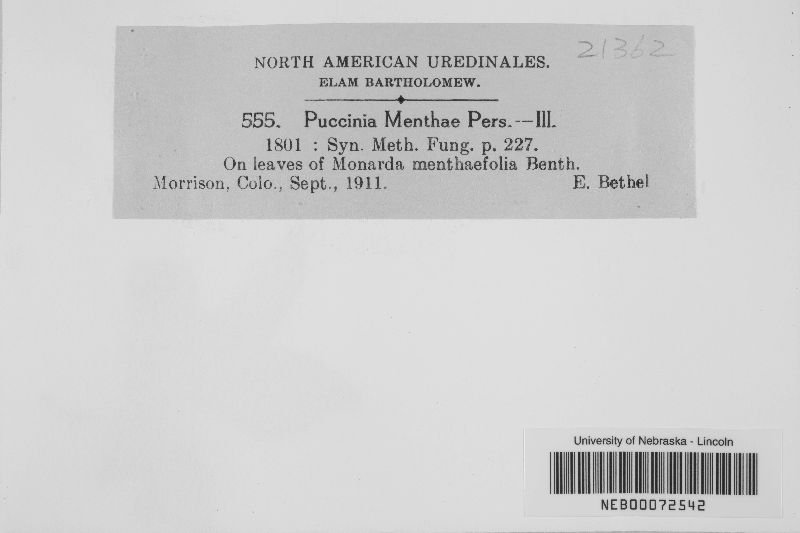 21362
NORTH AMERICAN UREDINALES.
ELAM BARTHOLOMEW.
555. Puccinia Menthae Pers.—III.
1801 : Syn. Meth. Fung. p. 227.
On leaves of Monarda menthaefolia Benth.
Morrison, Colo., Sept., 1911. E. Bethel
University of Nebraska - Lincoln
NEB00072542